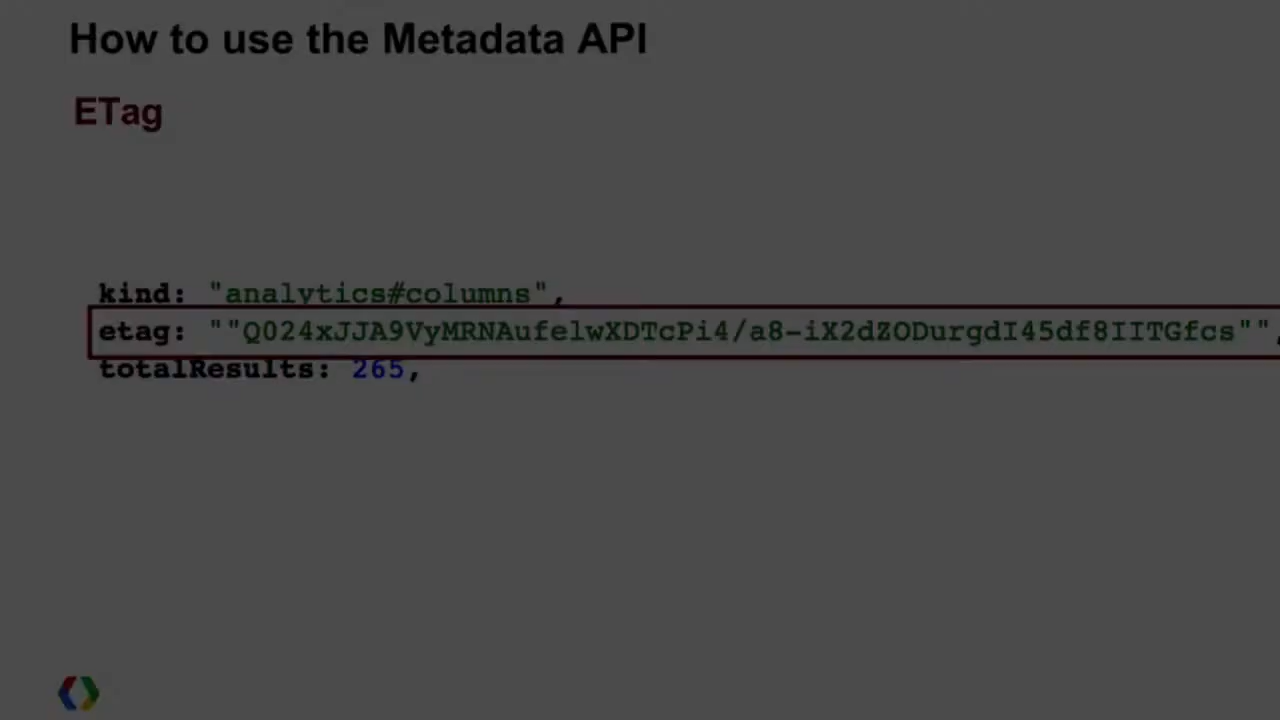 How to use the Metadata API
ETag
kind: "analytics#columns",
etag: ""Q024xJJA9VyMRNAufelwXDTcPi4/a8-iX2dZODurgdI45df8IITGfcs"",
totalResults: 265,